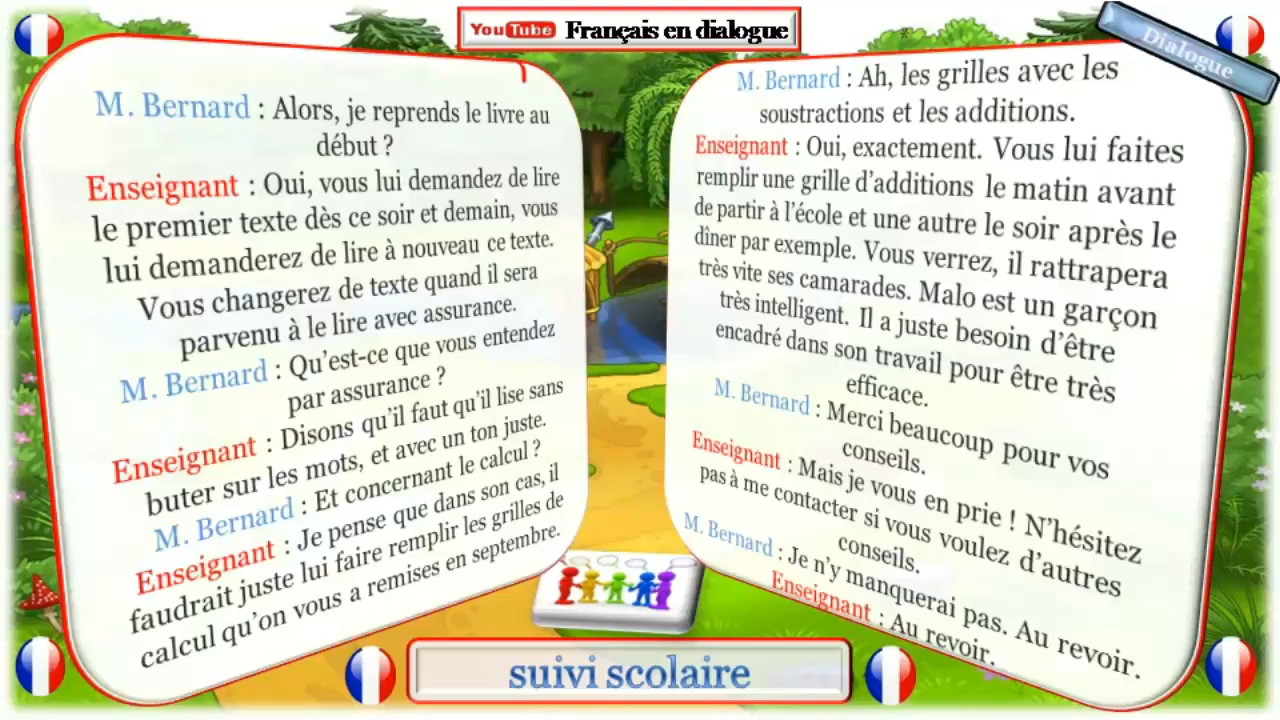 YouTube Français en dialogue
Dialogue
M. Bernard : Alors, je reprends le livre au
début ?
Enseignant : Oui, vous lui demandez de lire
le premier texte dès ce soir et demain, vous
lui demanderez de lire à nouveau ce texte.
Vous changerez de texte quand il sera
parvenu à le lire avec assurance.
M. Bernard : Qu’est-ce que vous entendez
par assurance ?
Enseignant : Disons qu’il faut qu’il lise sans
buter sur les mots, et avec un ton juste.
M. Bernard : Et concernant le calcul ?
Enseignant : Je pense que dans son cas, il
faudrait juste lui faire remplir les grilles de
calcul qu’on vous a remises en septembre.
M. Bernard : Ah, les grilles avec les
soustractions et les additions.
Enseignant : Oui, exactement. Vous lui faites
remplir une grille d’additions le matin avant
de partir à l’école et une autre le soir après le
dîner par exemple. Vous verrez, il rattrapera
très vite ses camarades. Malo est un garçon
très intelligent. Il a juste besoin d’être
encadré dans son travail pour être très
efficace.
M. Bernard : Merci beaucoup pour vos
conseils.
Enseignant : Mais je vous en prie ! N’hésitez
pas à me contacter si vous voulez d’autres
conseils.
M. Bernard : Je n’y manquerai pas. Au revoir.
Enseignant : Au revoir.
suivi scolaire